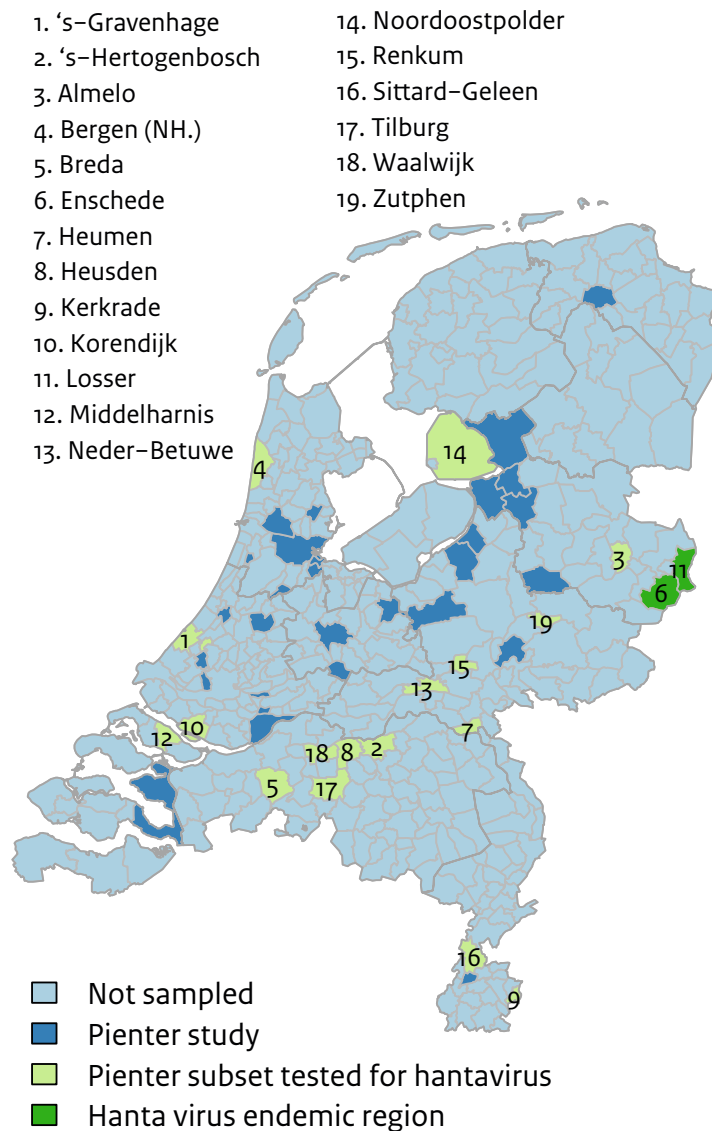 1. ‘s–Gravenhage
2. ‘s–Hertogenbosch
3. Almelo
4. Bergen (NH.)
5. Breda
6. Enschede
7. Heumen
8. Heusden
9. Kerkrade
10. Korendijk
11. Losser
12. Middelharnis
13. Neder–Betuwe
14. Noordoostpolder
15. Renkum
16. Sittard–Geleen
17. Tilburg
18. Waalwijk
19. Zutphen
14
4
3
11
6
19
1
15
13
10
12
7
18
8
2
5
17
16
9
Not sampled
Pienter study
Pienter subset tested for hantavirus
Hanta virus endemic region